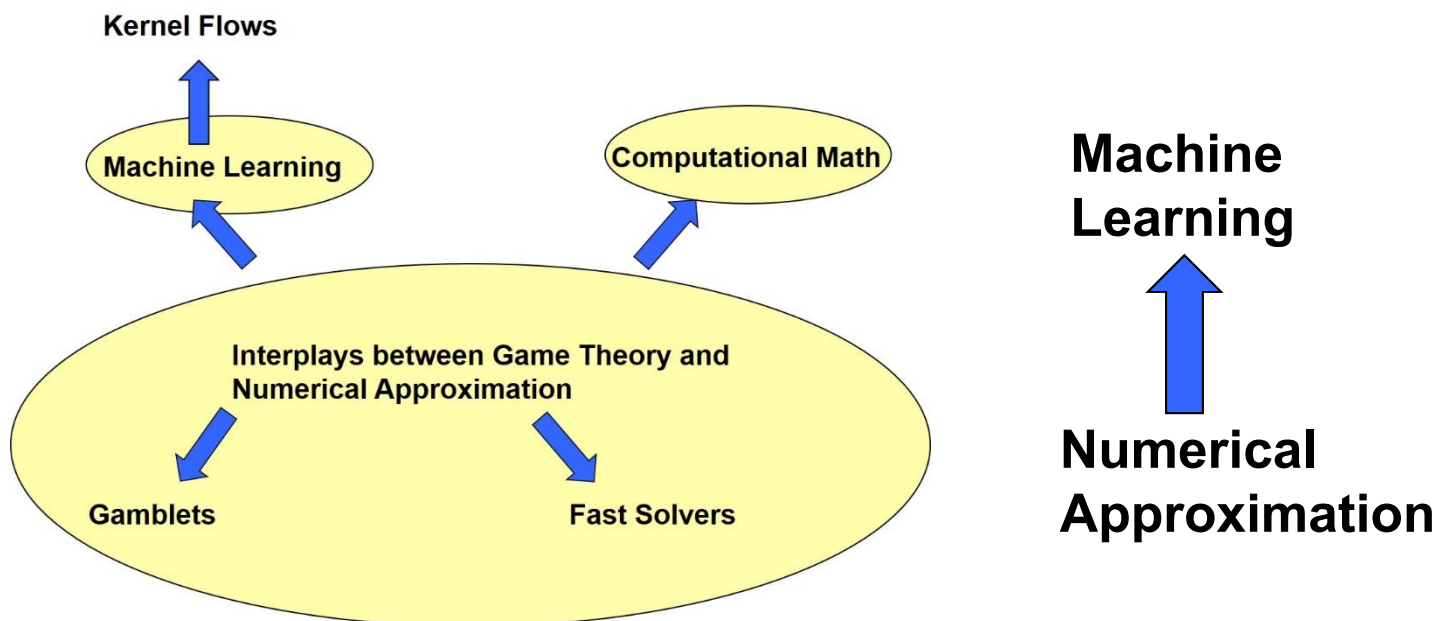 Kernel Flows
Machine Learning
Computational Math
Interplays between Game Theory and
Numerical Approximation
Gamblets
Fast Solvers
Machine
Learning
Numerical
Approximation